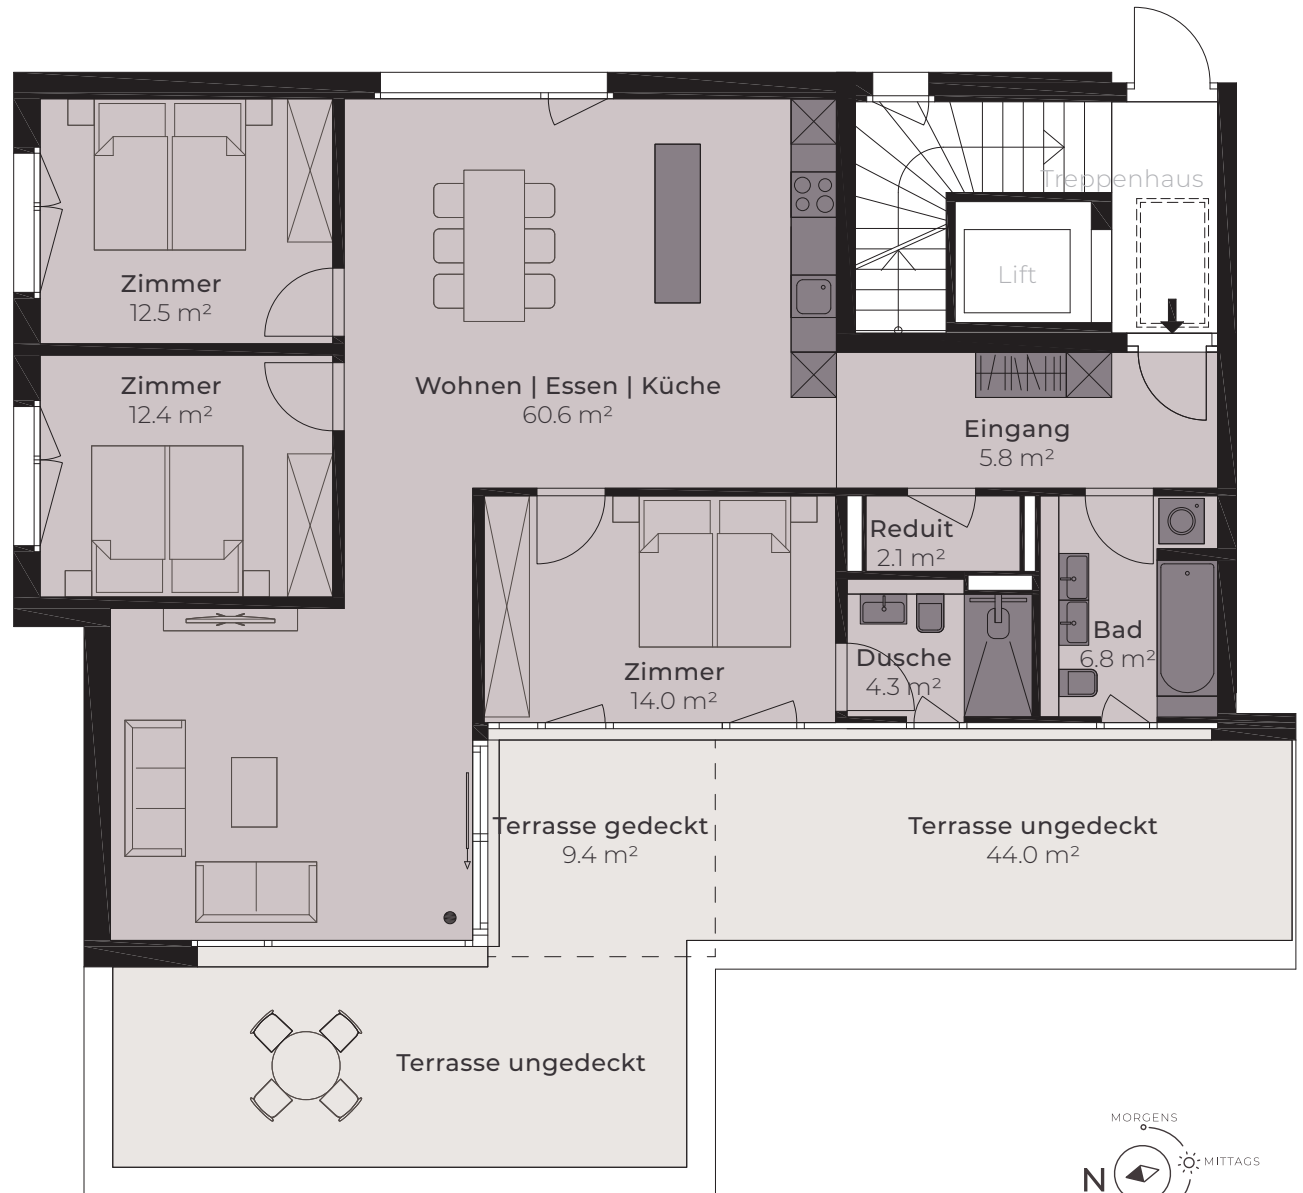 Treppenhaus
Lift
Zimmer
12.5 m²
Zimmer
12.4 m²
Wohnen | Essen | Küche
60.6 m²
Eingang
5.8 m²
Reduit
2.1 m²
Bad
6.8 m²
Dusche
4.3 m²
Zimmer
14.0 m²
Terrasse gedeckt
9.4 m²
Terrasse ungedeckt
44.0 m²
Terrasse ungedeckt
MORGENS
MITTAGS
N